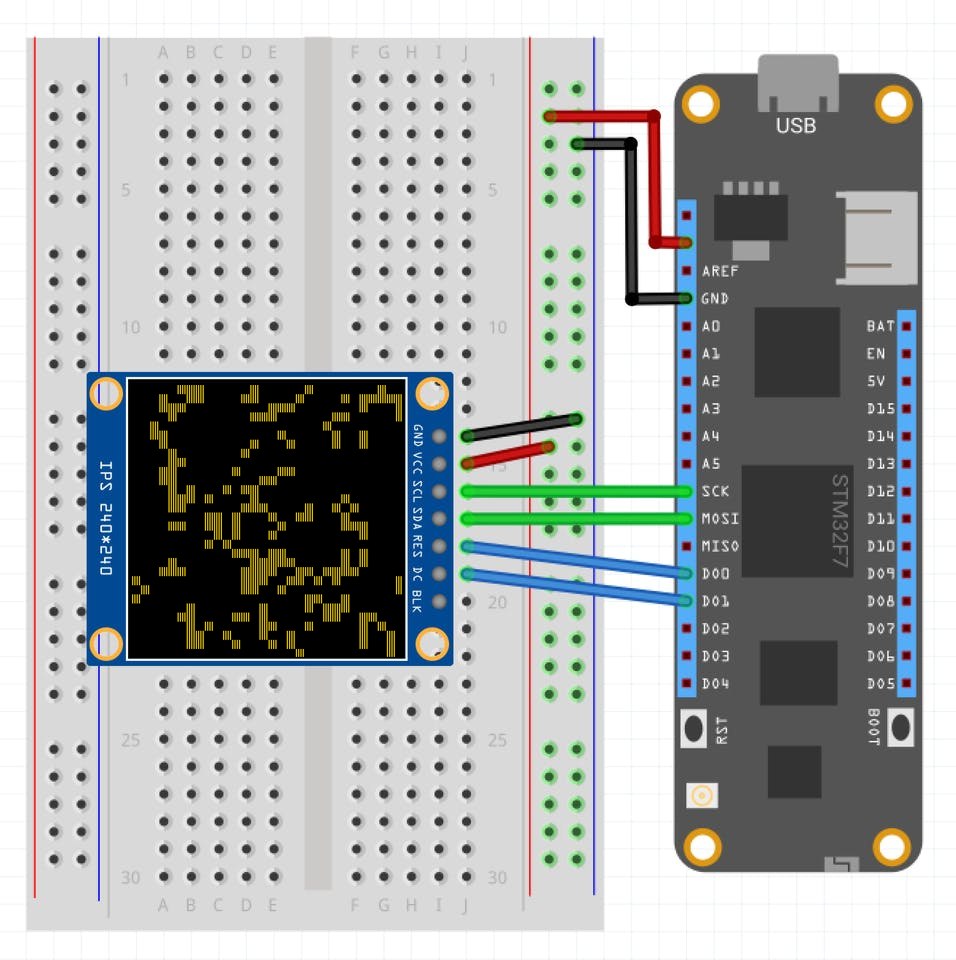 A B C D E F G H I J
1 1
USB
5 5
AREF
GND
10 10
A0 BAT
A1 EN
A2 5V
A3 D15
A4 D14
A5 D13
SCK D12
MOSI D11
MISO D10
D00 D09
D01 D08
D02 D07
D03 D06
D04 D05
STM32F7
GND VCC SCL SDA RES DC BLK
IPS 240*240
15
20
RST BOOT
25 25
30 30
A B C D E F G H I J